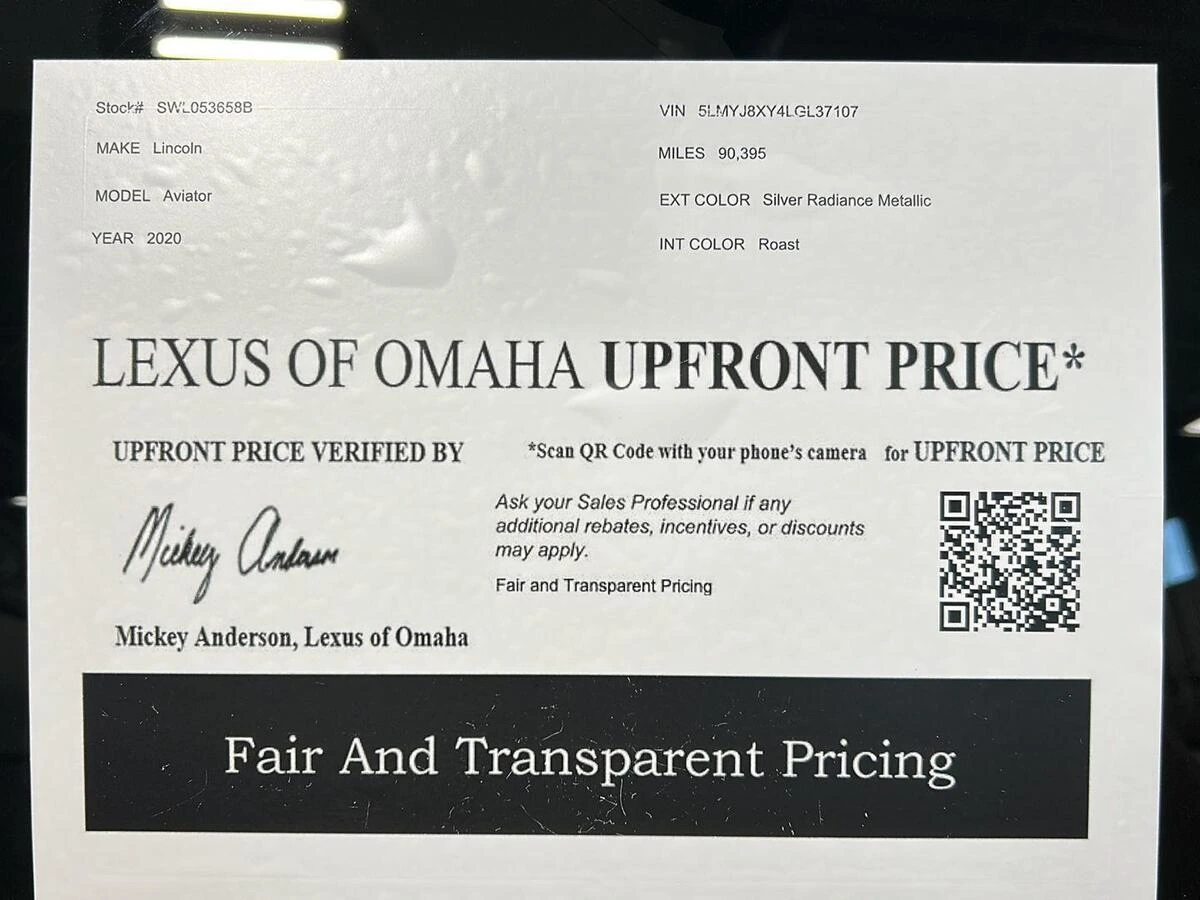 Stock# SWL053658B
MAKE Lincoln
MODEL Aviator
YEAR 2020
VIN 5LMYJ8XY4LGL37107
MILES 90,395
EXT COLOR Silver Radiance Metallic
INT COLOR Roast
LEXUS OF OMAHA UPFRONT PRICE*
UPFRONT PRICE VERIFIED BY
Mickey Anderson
Mickey Anderson, Lexus of Omaha
*Scan QR Code with your phone's camera for UPFRONT PRICE
Ask your Sales Professional if any
additional rebates, incentives, or discounts
may apply.
Fair and Transparent Pricing
Fair And Transparent Pricing